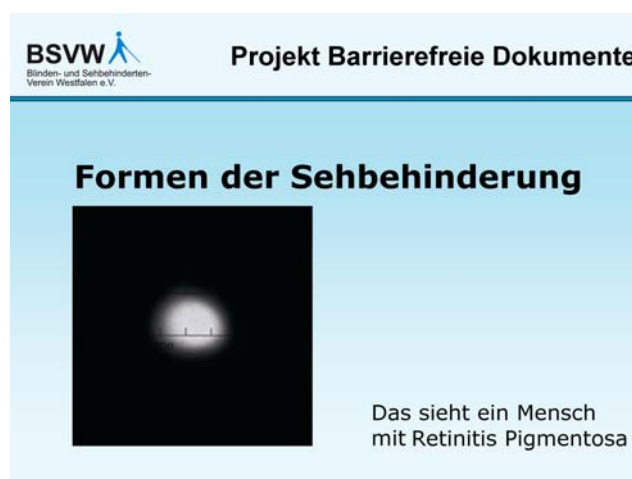 BSVW
Blinden- und Sehbehinderten-
Verein Westfalen e.V.
Projekt Barrierefreie Dokumente
Formen der Sehbehinderung
Das sieht ein Mensch
mit Retinitis Pigmentosa